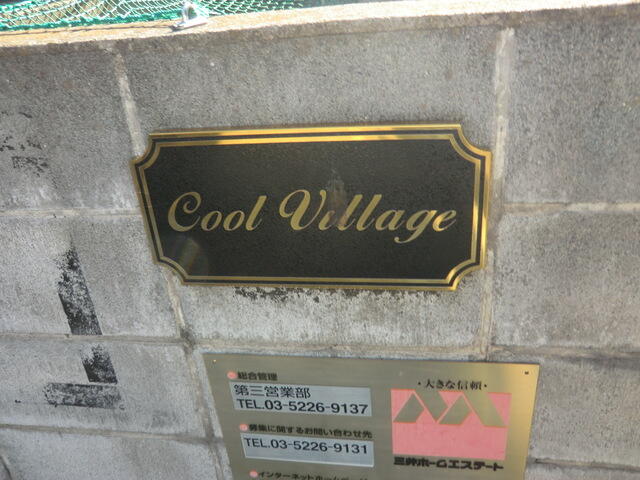 Cool Village
総合管理
第三営業部
TEL.03-5226-9137
募集に関するお問い合わせ先
TEL.03-5226-9131
・大きな信頼・
三井ホームエステート